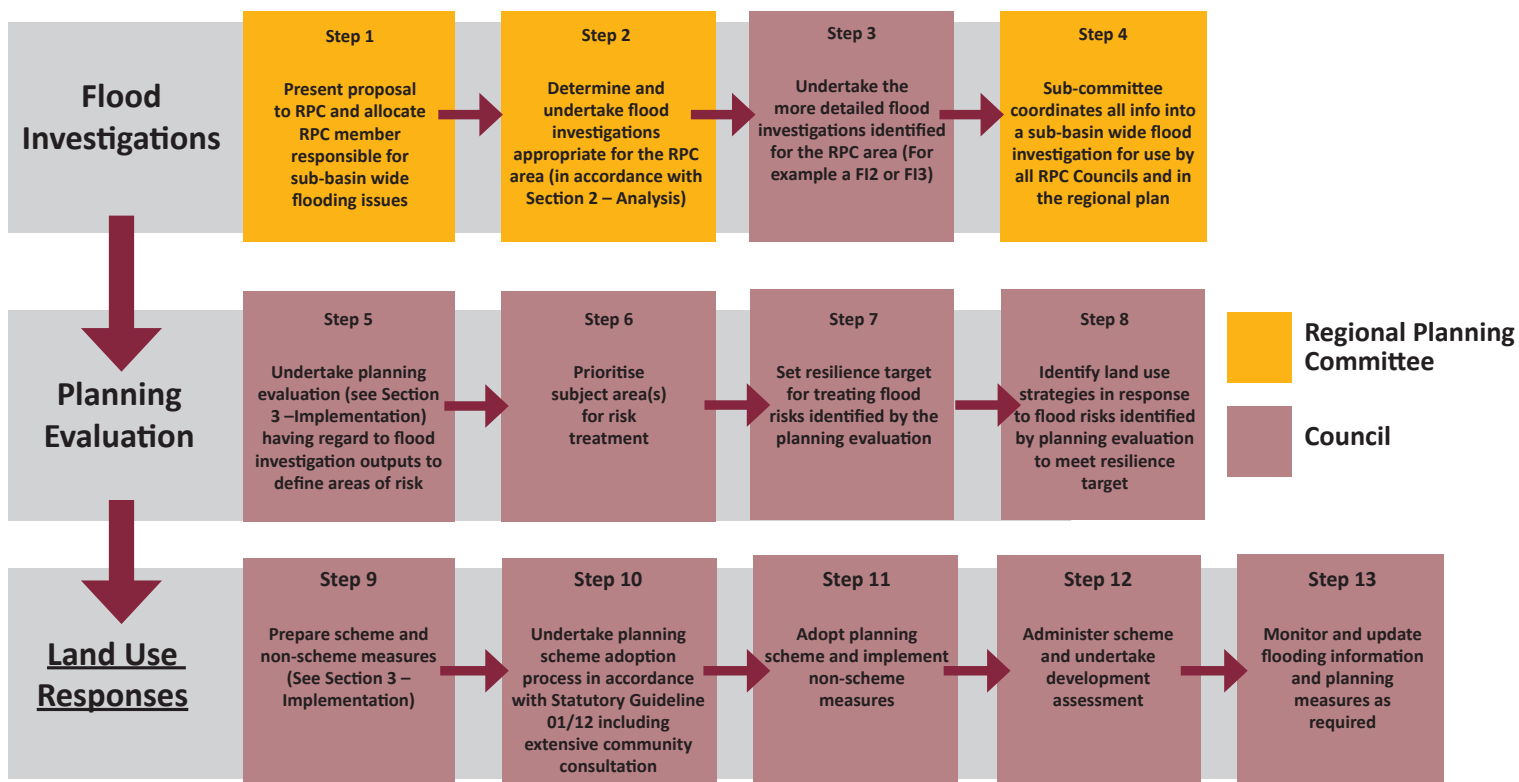 Flood
Investigations
Step 1
Present proposal
to RPC and allocate
RPC member
responsible for
sub-basin wide
flooding issues
Step 2
Determine and
undertake flood
investigations
appropriate for the RPC
area (in accordance with
Section 2 – Analysis)
Step 3
Undertake the
more detailed flood
investigations identified
for the RPC area (For
example a FI2 or FI3)
Step 4
Sub-committee
coordinates all info into
a sub-basin wide flood
investigation for use by
all RPC Councils and in
the regional plan
Planning
Evaluation
Step 5
Undertake planning
evaluation (see Section
3 –Implementation)
having regard to flood
investigation outputs to
define areas of risk
Step 6
Prioritise
subject area(s)
for risk
treatment
Step 7
Set resilience target
for treating flood
risks identified by the
planning evaluation
Step 8
Identify land use
strategies in response
to flood risks identified
by planning evaluation
to meet resilience
target
Regional Planning
Committee
Council
Land Use
Responses
Step 9
Prepare scheme and
non-scheme measures
(See Section 3 –
Implementation)
Step 10
Undertake planning
scheme adoption
process in accordance
with Statutory Guideline
01/12 including
extensive community
consultation
Step 11
Adopt planning
scheme and implement
non-scheme
measures
Step 12
Administer scheme
and undertake
development
assessment
Step 13
Monitor and update
flooding information
and planning
measures as
required